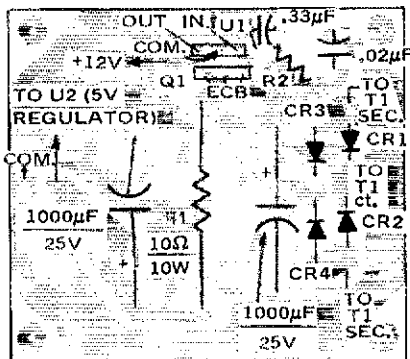 OUT IN U1 .33µF
COM.
+12V
.02µF
Q1 R2
ECB
TO U2 (5V
REGULATOR)
CR3
TO
T1
SEC.
CR1
COM.
TO
T1
ct.
1000µF
25V
10Ω
10W
CR2
CR4
1000µF
25V
TO
T1
SEC.